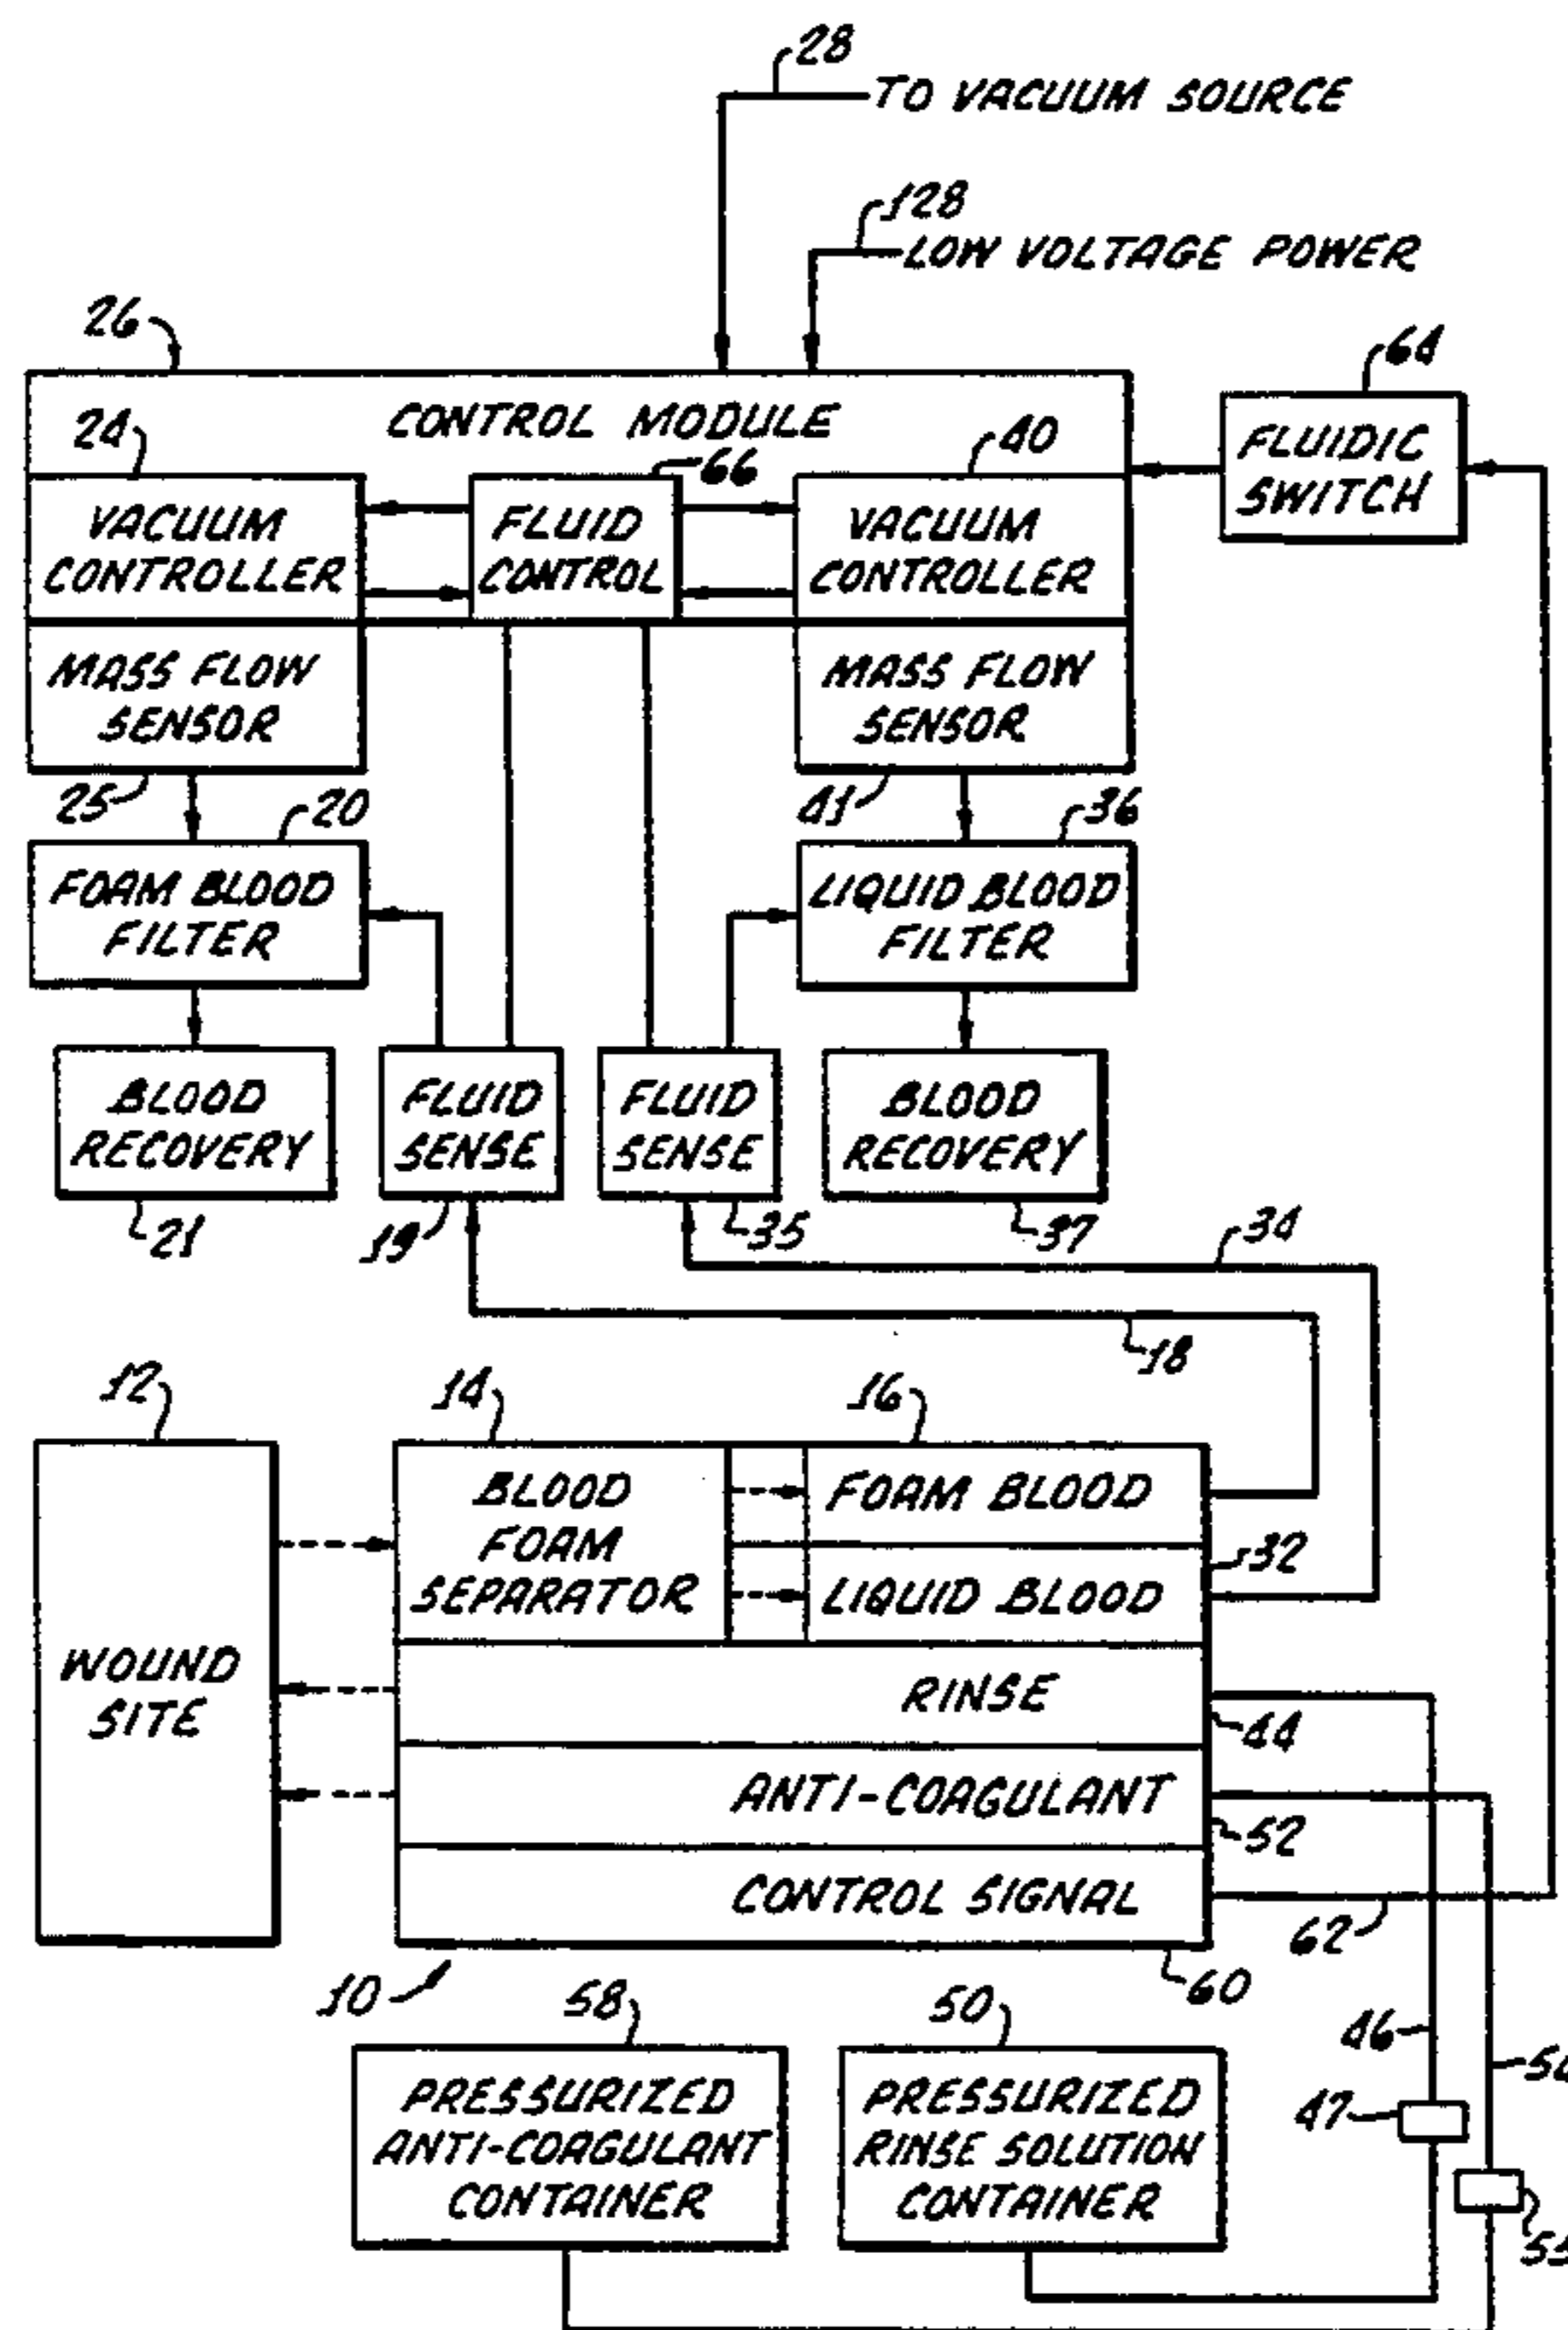 28
TO VACUUM SOURCE
128
LOW VOLTAGE POWER
26
64
CONTROL MODULE
24
66
40
FLUIDIC
SWITCH
VACUUM
CONTROLLER
FLUID
CONTROL
VACUUM
CONTROLLER
MASS FLOW
SENSOR
MASS FLOW
SENSOR
25
20
41
36
FOAM BLOOD
FILTER
LIQUID BLOOD
FILTER
BLOOD
RECOVERY
FLUID
SENSE
FLUID
SENSE
BLOOD
RECOVERY
21
19
35
37
34
18
12
14
16
BLOOD
FOAM
SEPARATOR
FOAM BLOOD
LIQUID BLOOD
32
WOUND
SITE
RINSE
44
ANTI-COAGULANT
52
CONTROL SIGNAL
62
10
60
58
50
46
47
PRESSURIZED
ANTI-COAGULANT
CONTAINER
PRESSURIZED
RINSE SOLUTION
CONTAINER
55